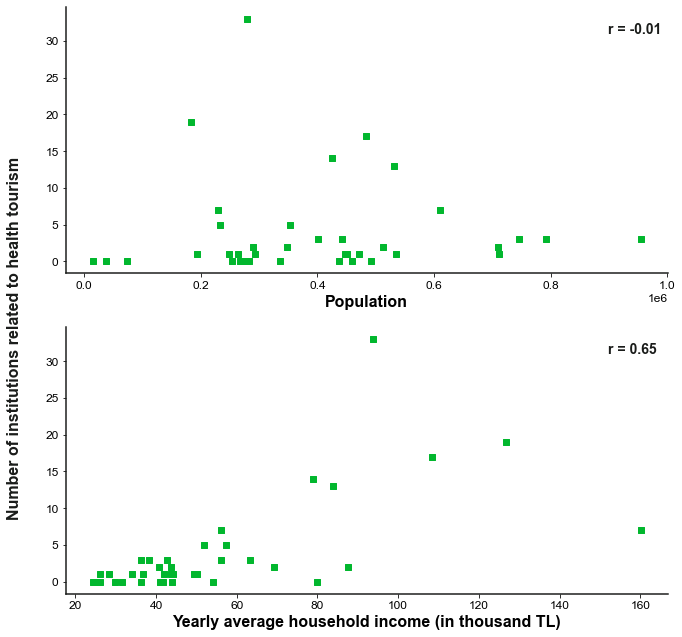 r = -0.01
30
25
20
15
10
5
0
0.0 0.2 0.4 0.6 0.8 1.0
1e6
Population
Number of institutions related to health tourism
r = 0.65
30
25
20
15
10
5
0
20 40 60 80 100 120 140 160
Yearly average household income (in thousand TL)